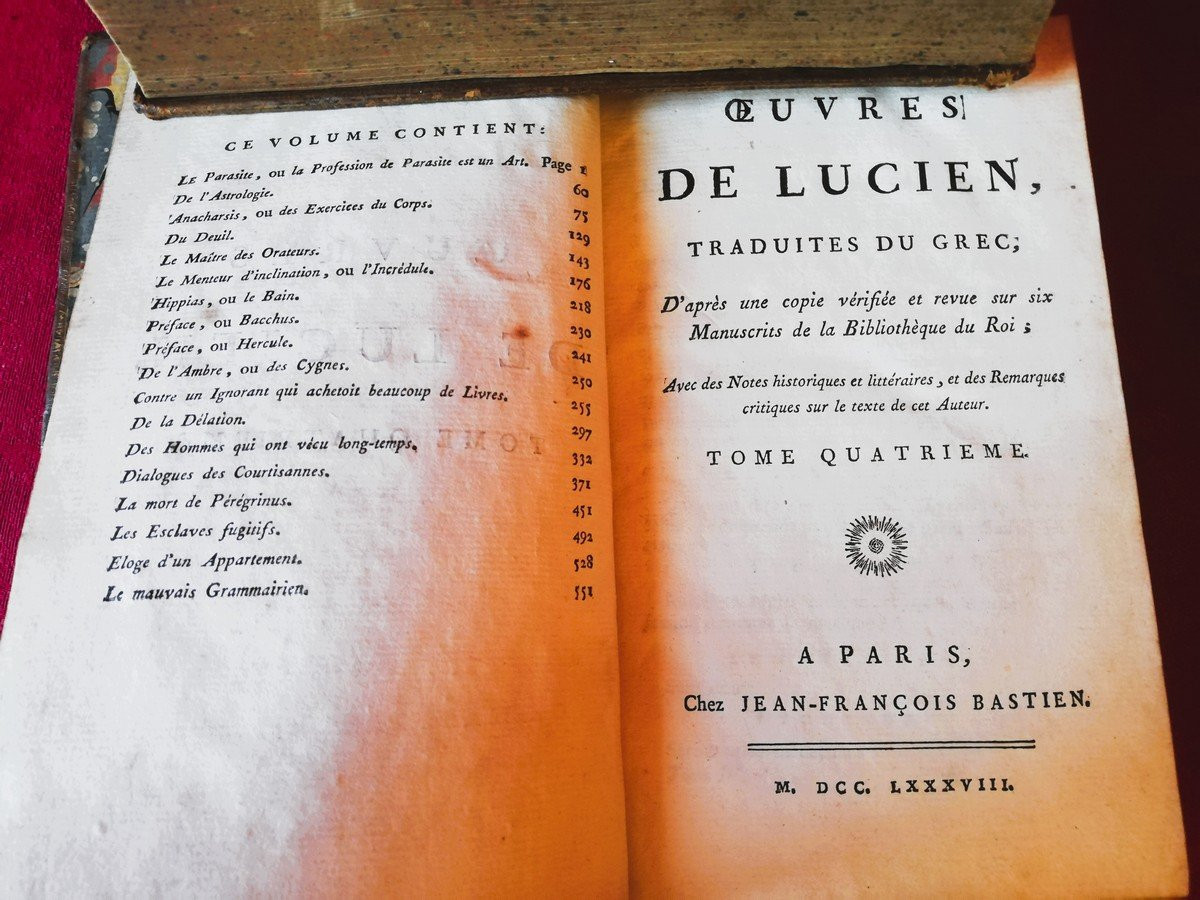 CE VOLUME CONTIENT:
LE Parasite, ou la Profession de Parasite est un Art. Page 1
De l'Astrologie. 60
Anacharsis, ou des Exercices du Corps. 75
Du Deuil. 129
Le Maître des Orateurs. 143
Le Menteur d'inclination, ou l'Incrédule. 176
Hippias, ou le Bain. 218
Préface, ou Bacchus. 230
Préface, ou Hercule. 241
De l'Ambre, ou des Cygnes. 250
Contre un Ignorant qui achetoit beaucoup de Livres. 255
De la Délation. 297
Des Hommes qui ont vécu long-temps. 332
Dialogues des Courtisannes. 371
La mort de Pérégrinus. 451
Les Esclaves fugitifs. 492
Eloge d'un Appartement. 528
Le mauvais Grammairien. 551
ŒUVRES
DE LUCIEN,
TRADUITES DU GREC;
D'après une copie vérifiée et revue sur six
Manuscrits de la Bibliothèque du Roi;
Avec des Notes historiques et littéraires, et des Remarques
critiques sur le texte de cet Auteur.
TOME QUATRIEME.
A PARIS,
Chez JEAN-FRANÇOIS BASTIEN.
M. DCC. LXXXVIII.